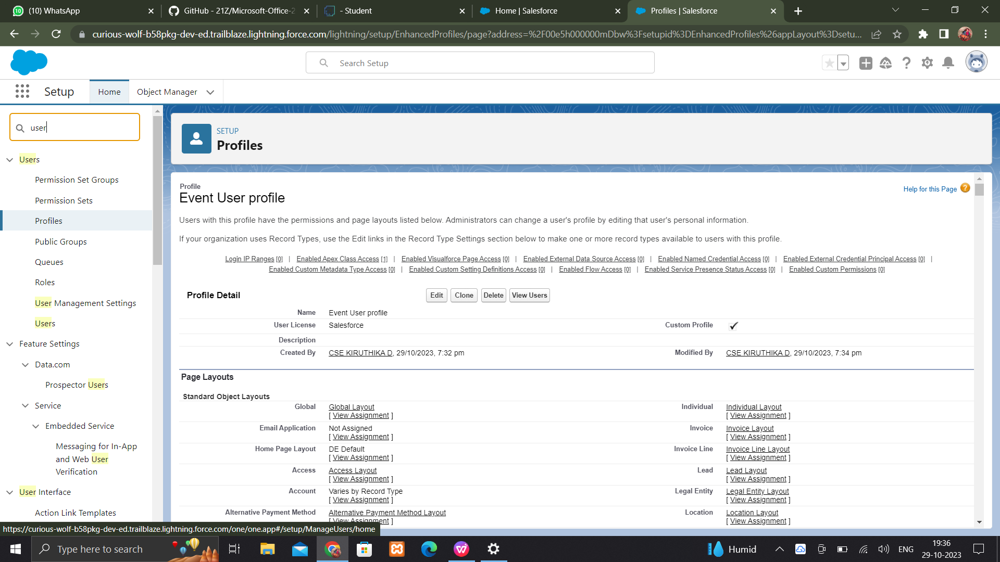 (10) WhatsApp
GitHub - 21Z/Microsoft-Office-2
- Student
Home | Salesforce
Profiles | Salesforce
curious-wolf-b58pkg-dev-ed.trailblaze.lightning.force.com/lightning/setup/EnhancedProfiles/page?address=%2F00e5h000000mDbw%3Fsetupid%3DEnhancedProfiles%26appLayout%3Dsetu...
Search Setup
Setup
Home
Object Manager
user
Users
Permission Set Groups
Permission Sets
Profiles
Public Groups
Queues
Roles
User Management Settings
Users
Feature Settings
Data.com
Prospector Users
Service
Embedded Service
Messaging for In-App
and Web User
Verification
User Interface
Action Link Templates
SETUP
Profiles
Profile
Event User profile
Help for this Page ?
Users with this profile have the permissions and page layouts listed below. Administrators can change a user's profile by editing that user's personal information.
If your organization uses Record Types, use the Edit links in the Record Type Settings section below to make one or more record types available to users with this profile.
Login IP Ranges [0] | Enabled Apex Class Access [1] | Enabled Visualforce Page Access [0] | Enabled External Data Source Access [0] | Enabled Named Credential Access [0] | Enabled External Credential Principal Access [0] |
Enabled Custom Metadata Type Access [0] | Enabled Custom Setting Definitions Access [0] | Enabled Flow Access [0] | Enabled Service Presence Status Access [0] | Enabled Custom Permissions [0]
Profile Detail Edit Clone Delete View Users
Name Event User profile
User License Salesforce Custom Profile ✓
Description
Created By CSE KIRUTHIKA D, 29/10/2023, 7:32 pm Modified By CSE KIRUTHIKA D, 29/10/2023, 7:34 pm
Page Layouts
Standard Object Layouts
Global Global Layout Individual Individual Layout
[ View Assignment ] [ View Assignment ]
Email Application Not Assigned Invoice Invoice Layout
[ View Assignment ] [ View Assignment ]
Home Page Layout DE Default Invoice Line Invoice Line Layout
[ View Assignment ] [ View Assignment ]
Access Access Layout Lead Lead Layout
[ View Assignment ] [ View Assignment ]
Account Varies by Record Type Legal Entity Legal Entity Layout
[ View Assignment ] [ View Assignment ]
Alternative Payment Method Alternative Payment Method Layout Location Location Layout
[ View Assignment ] [ View Assignment ]
https://curious-wolf-b58pkg-dev-ed.trailblaze.lightning.force.com/one/one.app#/setup/ManageUsers/home
Type here to search
Humid
ENG
19:36
29-10-2023